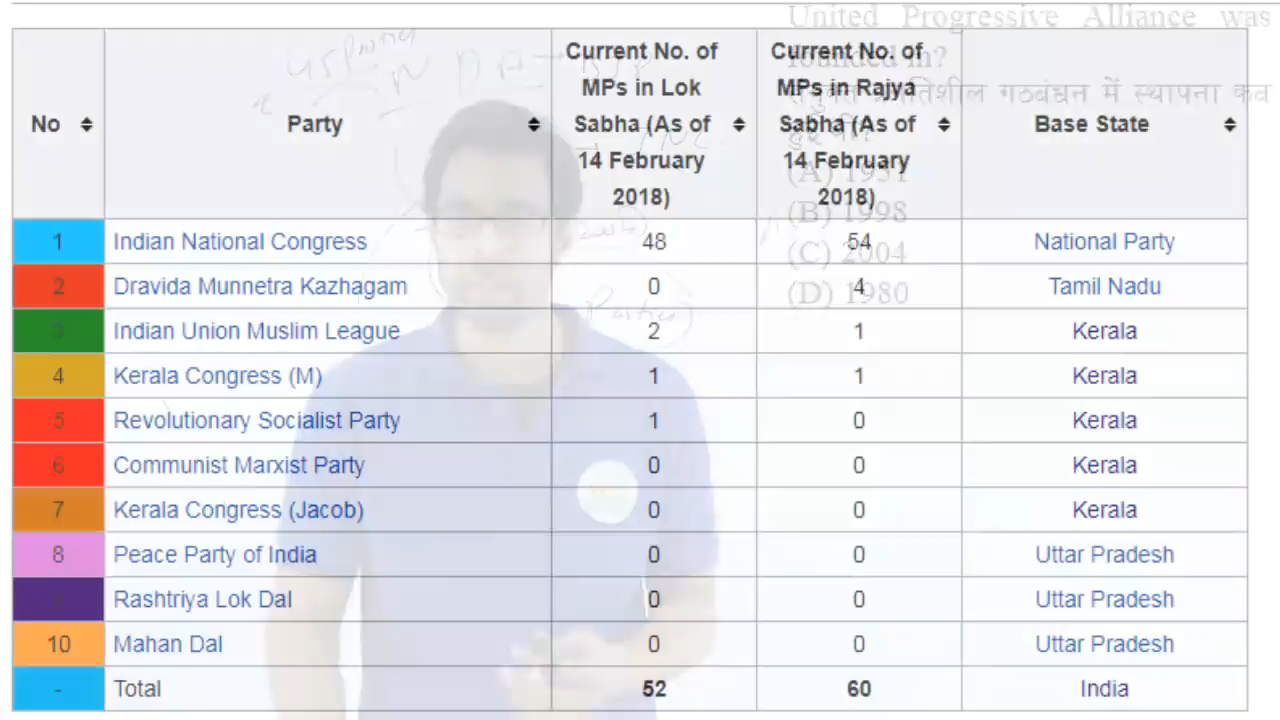 United Progressive Alliance was
founded in?
संयुक्त प्रगतिशील गठबंधन में स्थापना कब
हुई थी?
(A) 1951
(B) 1998
(C) 2004
(D) 1980
No Party Current No. of MPs in Lok Sabha (As of 14 February 2018) Current No. of MPs in Rajya Sabha (As of 14 February 2018) Base State
1 Indian National Congress 48 54 National Party
2 Dravida Munnetra Kazhagam 0 4 Tamil Nadu
3 Indian Union Muslim League 2 1 Kerala
4 Kerala Congress (M) 1 1 Kerala
5 Revolutionary Socialist Party 1 0 Kerala
6 Communist Marxist Party 0 0 Kerala
7 Kerala Congress (Jacob) 0 0 Kerala
8 Peace Party of India 0 0 Uttar Pradesh
9 Rashtriya Lok Dal 0 0 Uttar Pradesh
10 Mahan Dal 0 0 Uttar Pradesh
- Total 52 60 India